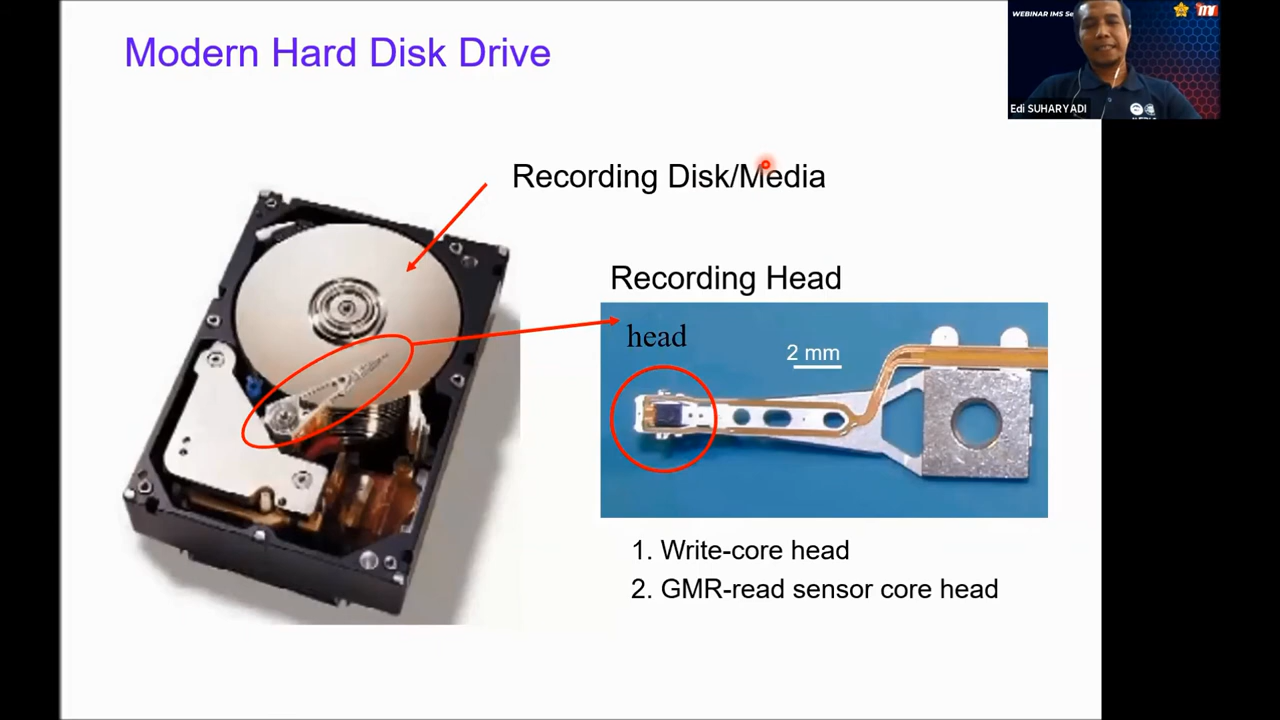 Modern Hard Disk Drive
WEBINAR IMS Se
Edi SUHARYADI
Recording Disk/Media
Recording Head
head
2 mm
1. Write-core head
2. GMR-read sensor core head